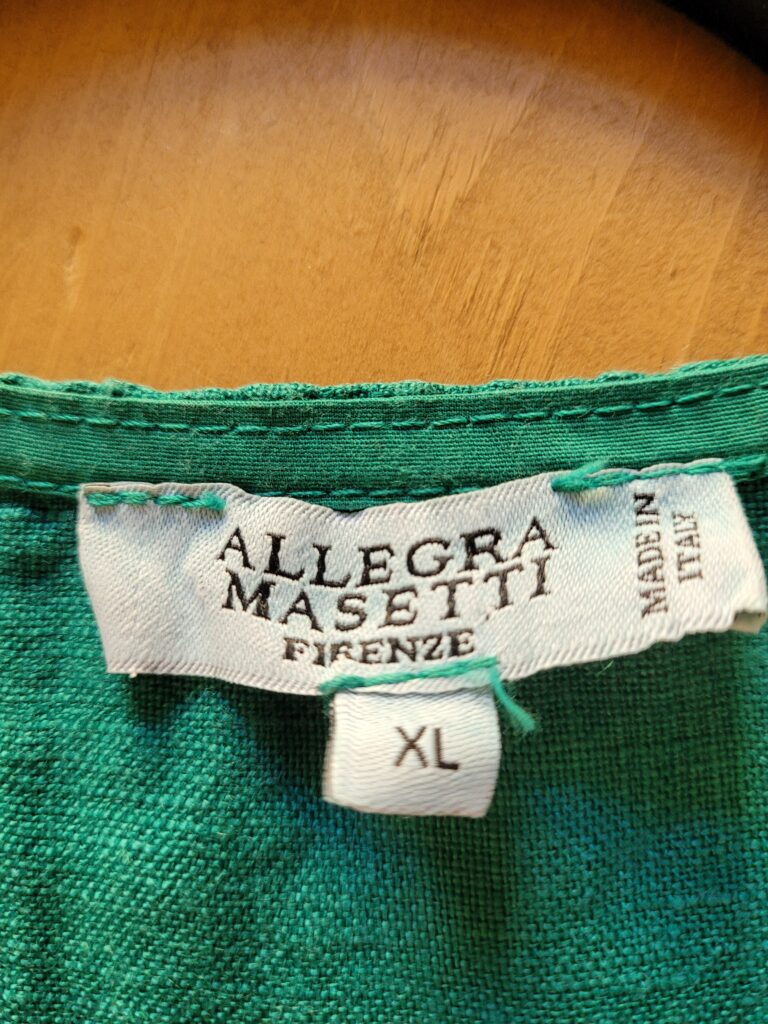 ALLEGRA
MASETTI
FIRENZE
MADE IN
ITALY
XL